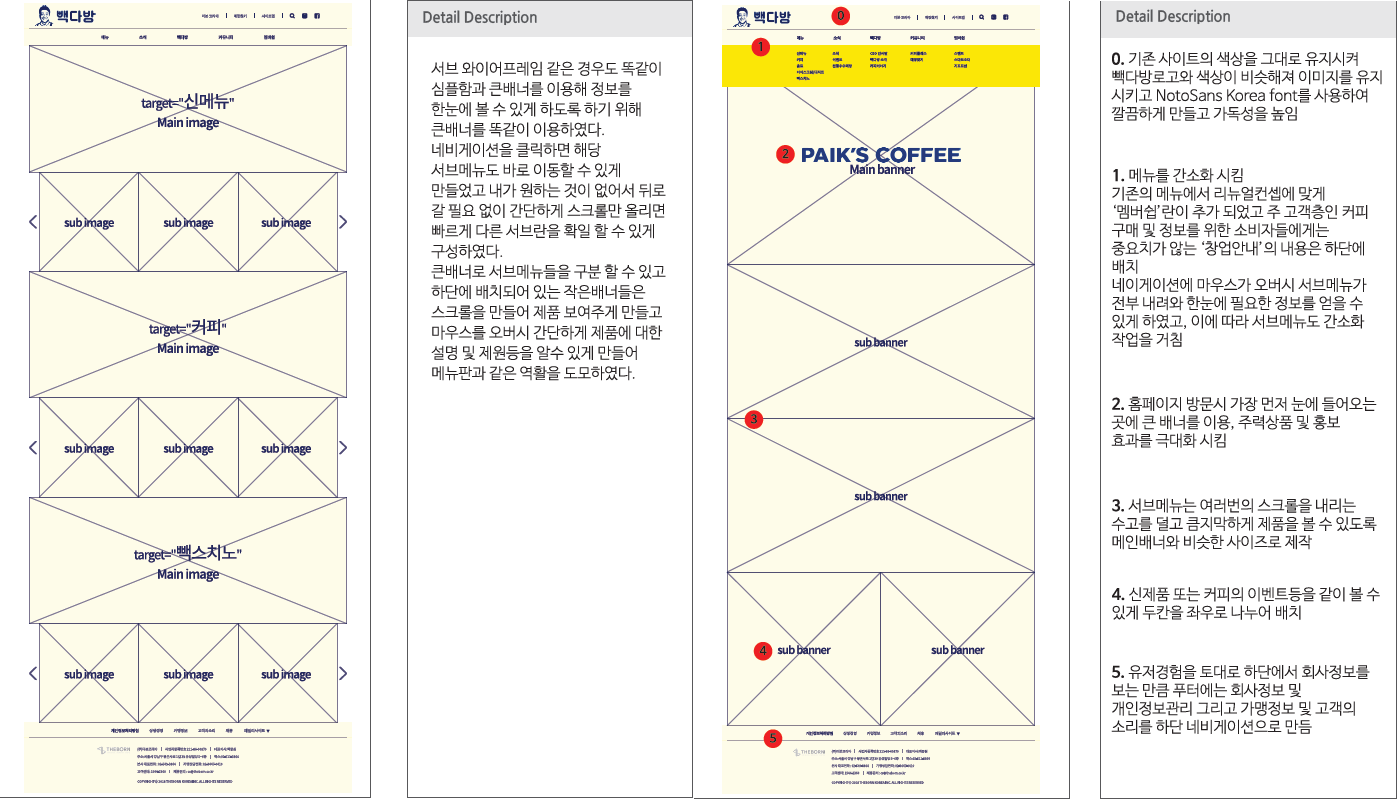 빽다방
메뉴 소식 빽다방 커뮤니티 멤버쉽
target="신메뉴"
Main image
sub image sub image sub image
target="커피"
Main image
sub image sub image sub image
target="빽스치노"
Main image
sub image sub image sub image
THEBORN
Detail Description
서브 와이어프레임 같은 경우도 똑같이
심플함과 큰배너를 이용해 정보를
한눈에 볼 수 있게 하도록 하기 위해
큰배너를 똑같이 이용하였다.
네비게이션을 클릭하면 해당
서브메뉴도 바로 이동할 수 있게
만들었고 내가 원하는 것이 없어서 뒤로
갈 필요 없이 간단하게 스크롤만 올리면
빠르게 다른 서브란을 확일 할 수 있게
구성하였다.
큰배너로 서브메뉴들을 구분 할 수 있고
하단에 배치되어 있는 작은배너들은
스크롤을 만들어 제품 보여주게 만들고
마우스를 오버시 간단하게 제품에 대한
설명 및 제원등을 알수 있게 만들어
메뉴판과 같은 역활을 도모하였다.
빽다방
0
메뉴 소식 빽다방 커뮤니티 멤버쉽
1
2 PAIK'S COFFEE
Main banner
sub banner
3
sub banner
4 sub banner sub banner
5
THEBORN
Detail Description
0. 기존 사이트의 색상을 그대로 유지시켜
빽다방로고와 색상이 비슷해져 이미지를 유지
시키고 NotoSans Korea font를 사용하여
깔끔하게 만들고 가독성을 높임
1. 메뉴를 간소화 시킴
기존의 메뉴에서 리뉴얼컨셉에 맞게
'멤버쉽'란이 추가 되었고 주 고객층인 커피
구매 및 정보를 위한 소비자들에게는
중요치가 않는 '창업안내'의 내용은 하단에
배치
네이게이션에 마우스가 오버시 서브메뉴가
전부 내려와 한눈에 필요한 정보를 얻을 수
있게 하였고, 이에 따라 서브메뉴도 간소화
작업을 거침
2. 홈페이지 방문시 가장 먼저 눈에 들어오는
곳에 큰 배너를 이용, 주력상품 및 홍보
효과를 극대화 시킴
3. 서브메뉴는 여러번의 스크롤을 내리는
수고를 덜고 큼지막하게 제품을 볼 수 있도록
메인배너와 비슷한 사이즈로 제작
4. 신제품 또는 커피의 이벤트등을 같이 볼 수
있게 두칸을 좌우로 나누어 배치
5. 유저경험을 토대로 하단에서 회사정보를
보는 만큼 푸터에는 회사정보 및
개인정보관리 그리고 가맹정보 및 고객의
소리를 하단 네비게이션으로 만듬